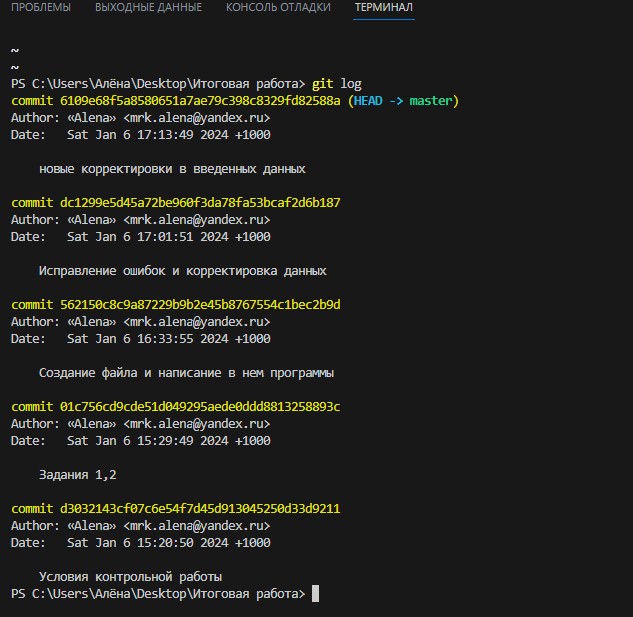 ПРОБЛЕМЫ ВЫХОДНЫЕ ДАННЫЕ КОНСОЛЬ ОТЛАДКИ ТЕРМИНАЛ
~
~
PS C:\Users\Алёна\Desktop\Итоговая работа> git log
commit 6109e68f5a8580651a7ae79c398c8329fd82588a (HEAD -> master)
Author: «Alena» <mrk.alena@yandex.ru>
Date: Sat Jan 6 17:13:49 2024 +1000
новые корректировки в введенных данных
commit dc1299e5d45a72be960f3da78fa53bcaf2d6b187
Author: «Alena» <mrk.alena@yandex.ru>
Date: Sat Jan 6 17:01:51 2024 +1000
Исправление ошибок и корректировка данных
commit 562150c8c9a87229b9b2e45b8767554c1bec2b9d
Author: «Alena» <mrk.alena@yandex.ru>
Date: Sat Jan 6 16:33:55 2024 +1000
Создание файла и написание в нем программы
commit 01c756cd9cde51d049295aede0ddd8813258893c
Author: «Alena» <mrk.alena@yandex.ru>
Date: Sat Jan 6 15:29:49 2024 +1000
Задания 1,2
commit d3032143cf07c6e54f7d45d913045250d33d9211
Author: «Alena» <mrk.alena@yandex.ru>
Date: Sat Jan 6 15:20:50 2024 +1000
Условия контрольной работы
PS C:\Users\Алёна\Desktop\Итоговая работа>